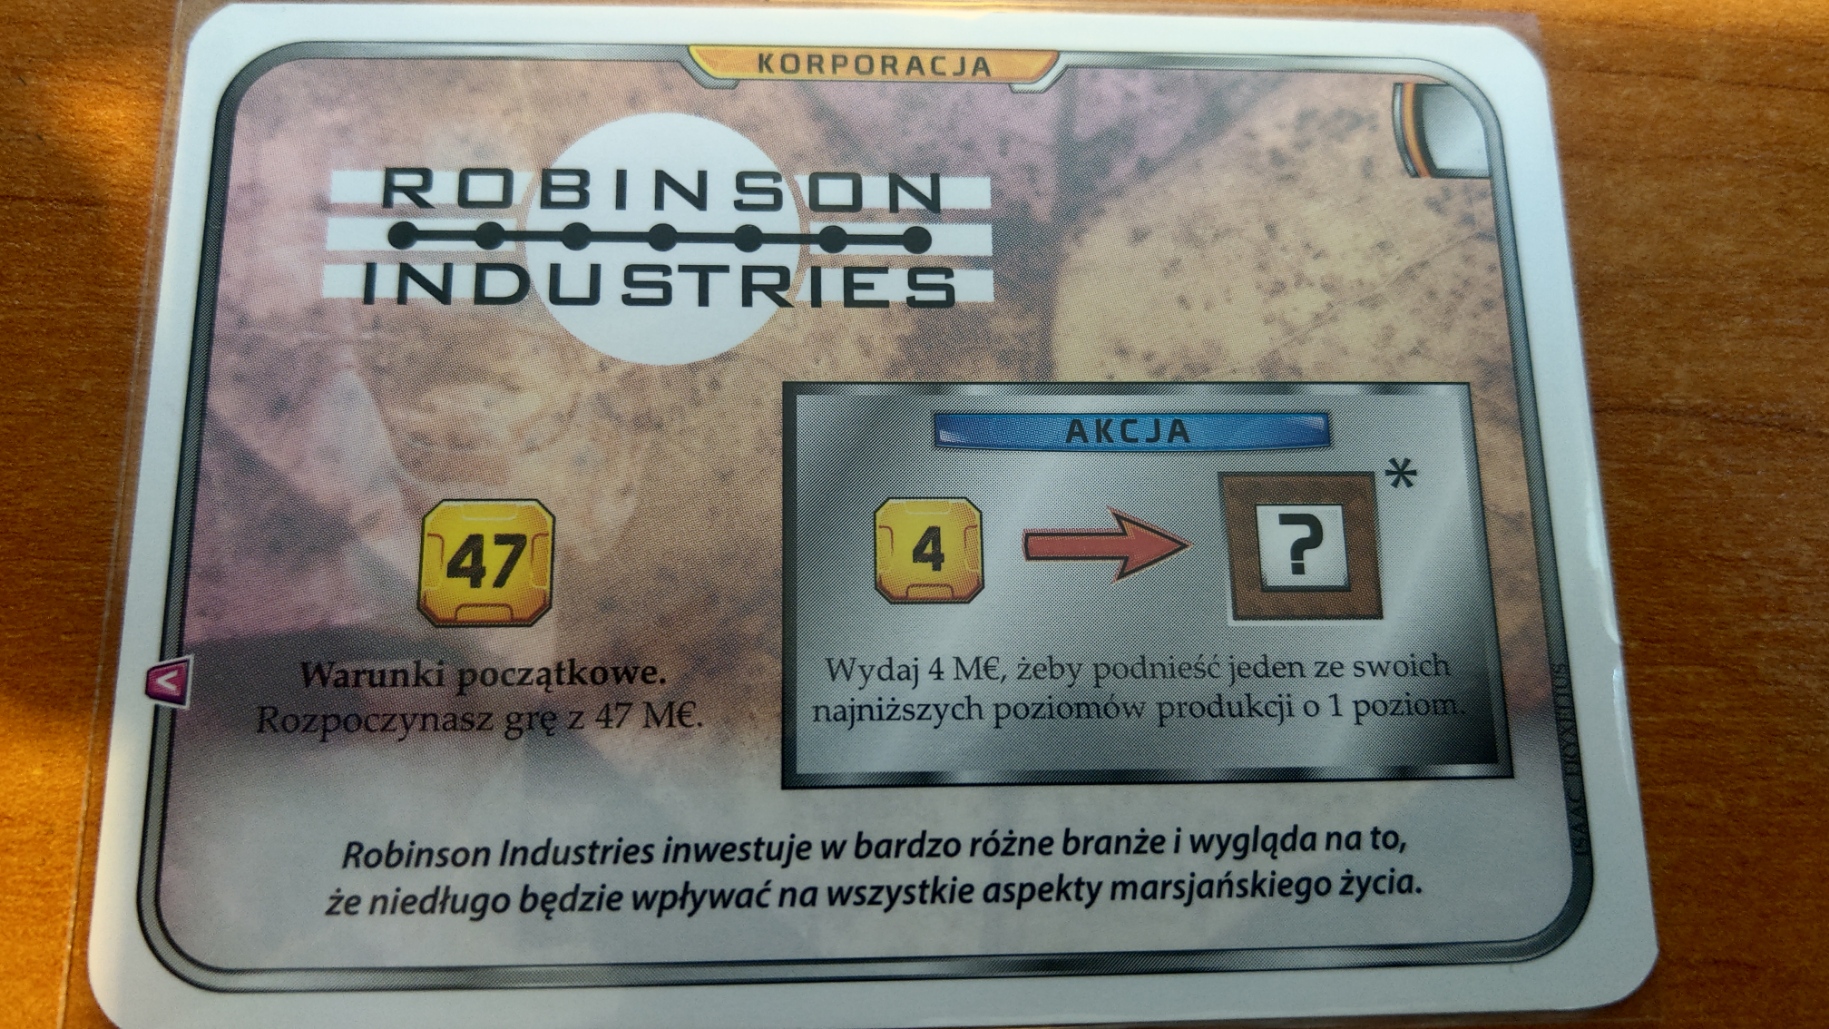 KORPORACJA
ROBINSON
INDUSTRIES
AKCJA
47
4
?
*
Warunki początkowe.
Rozpoczynasz grę z 47 M€.
Wydaj 4 M€, żeby podnieść jeden ze swoich
najniższych poziomów produkcji o 1 poziom.
<
Robinson Industries inwestuje w bardzo różne branże i wygląda na to,
że niedługo będzie wpływać na wszystkie aspekty marsjańskiego życia.
ISAAC FRYXELIUS